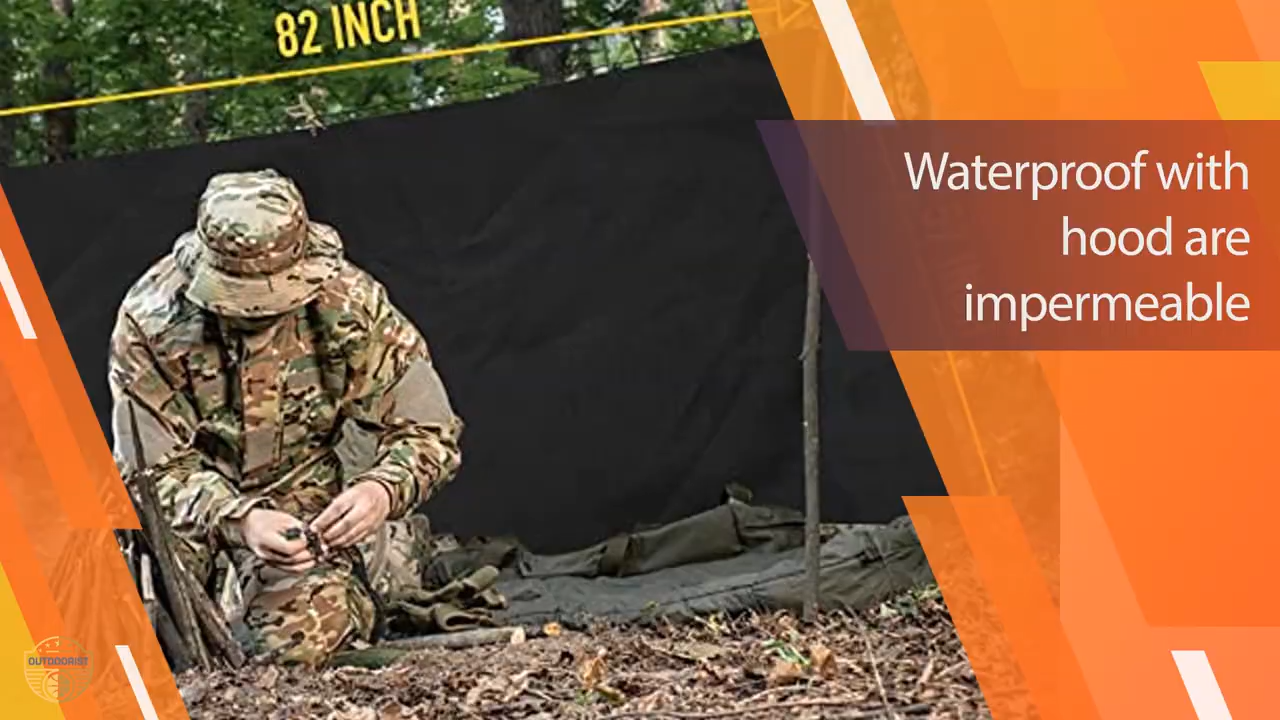 82 INCH
Waterproof with
hood are
impermeable
OUTDOORIST